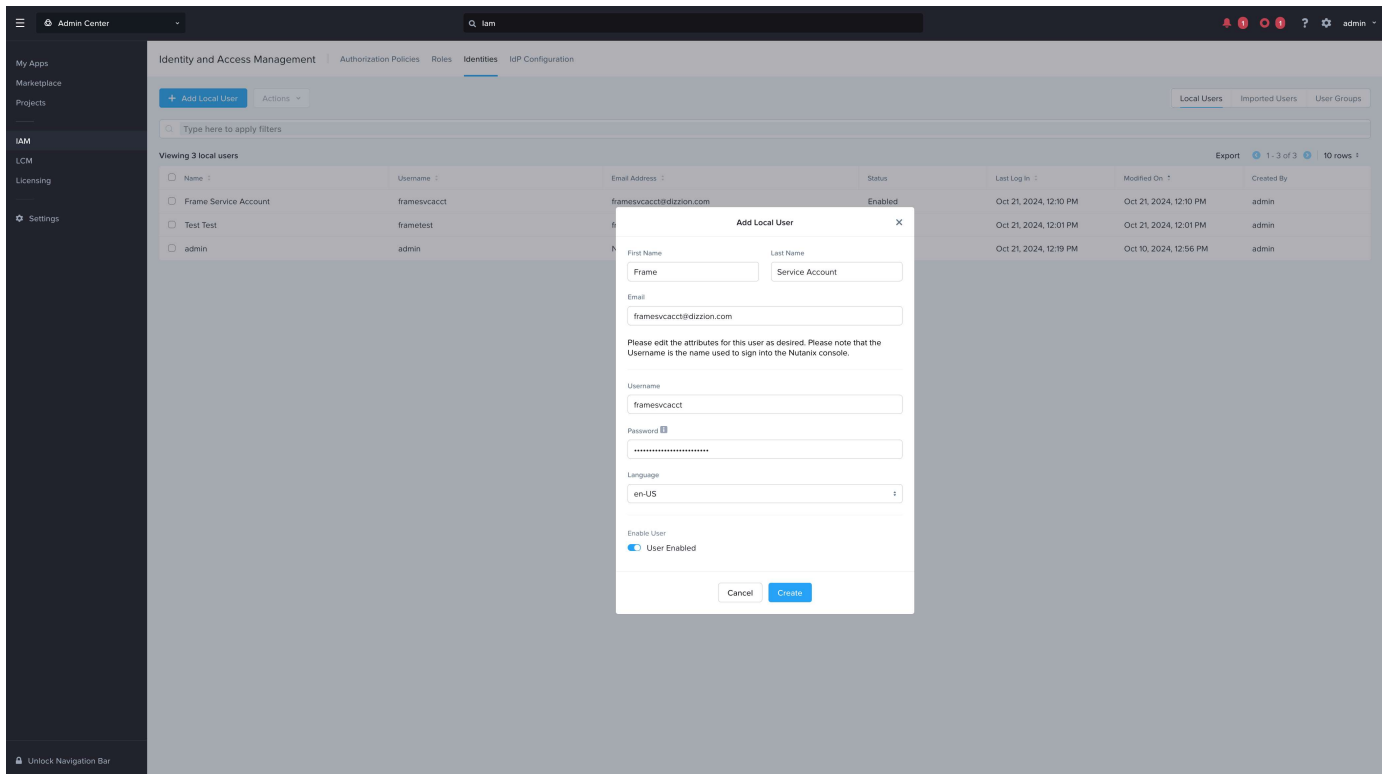 Admin Center
Iam
1
1
?
admin
My Apps
Marketplace
Projects
IAM
LCM
Licensing
Settings
Unlock Navigation Bar
Identity and Access Management
Authorization Policies
Roles
Identities
IdP Configuration
+ Add Local User
Actions
Local Users
Imported Users
User Groups
Type here to apply filters
Viewing 3 local users
Export
1 - 3 of 3
10 rows
Name
Username
Email Address
Status
Last Log In
Modified On
Created By
Frame Service Account
framesvcacct
framesvcacct@dizzion.com
Enabled
Oct 21, 2024, 12:10 PM
Oct 21, 2024, 12:10 PM
admin
Test Test
frametest
Oct 21, 2024, 12:01 PM
Oct 21, 2024, 12:01 PM
admin
admin
admin
Oct 21, 2024, 12:19 PM
Oct 10, 2024, 12:56 PM
admin
Add Local User
First Name
Last Name
Frame
Service Account
Email
framesvcacct@dizzion.com
Please edit the attributes for this user as desired. Please note that the
Username is the name used to sign into the Nutanix console.
Username
framesvcacct
Password
Language
en-US
Enable User
User Enabled
Cancel
Create